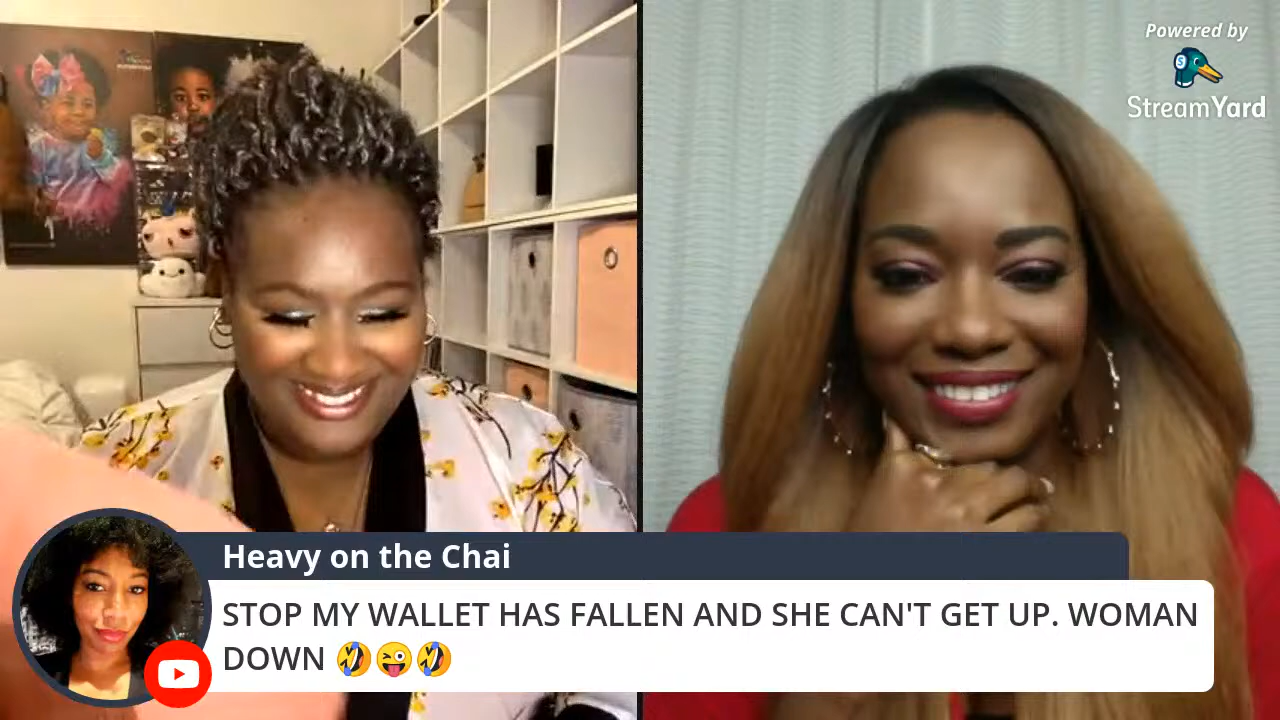 Powered by
StreamYard
Heavy on the Chai
STOP MY WALLET HAS FALLEN AND SHE CAN'T GET UP. WOMAN
DOWN 🤣😜🤣